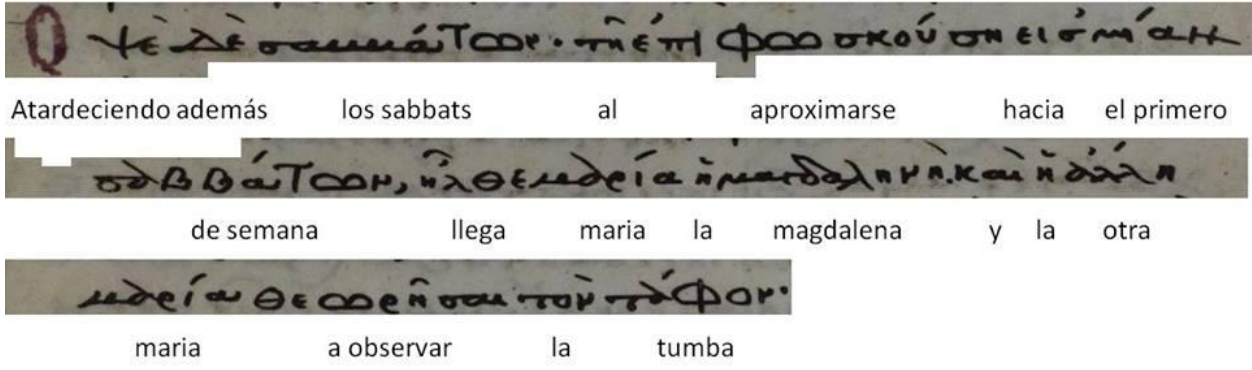 Ὀψὲ δὲ σαββάτων· τῆ ἐπιφωσκούση εἰς μίαν
Atardeciendo además los sabbats al aproximarse hacia el primero
σαββάτων, ἦλθε μαρία ἡ μαγδαληνὴ. καὶ ἡ ἄλλη
de semana llega maria la magdalena y la otra
μαρία θεωρῆσαι τὸν τάφον·
maria a observar la tumba